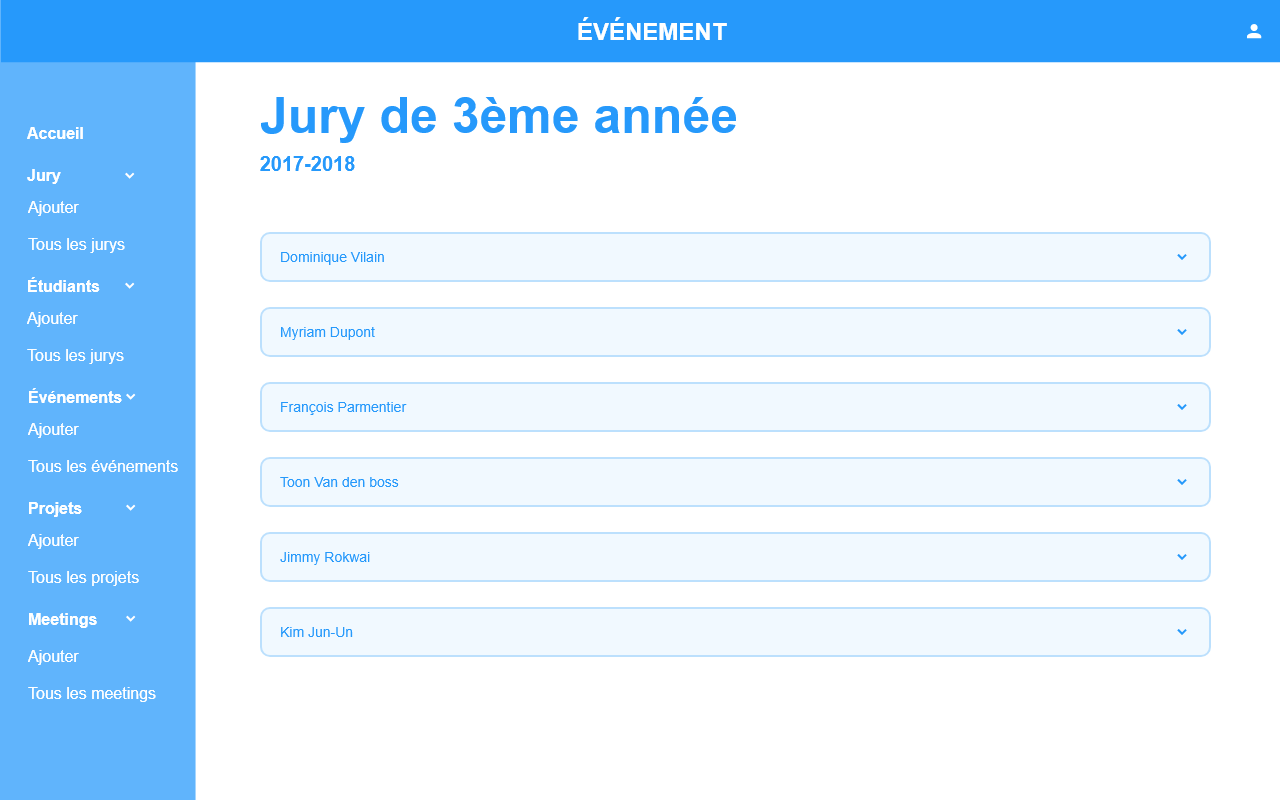 ÉVÉNEMENT
Accueil
Jury
Ajouter
Tous les jurys
Étudiants
Ajouter
Tous les jurys
Événements
Ajouter
Tous les événements
Projets
Ajouter
Tous les projets
Meetings
Ajouter
Tous les meetings
Jury de 3ème année
2017-2018
Dominique Vilain
Myriam Dupont
François Parmentier
Toon Van den boss
Jimmy Rokwai
Kim Jun-Un